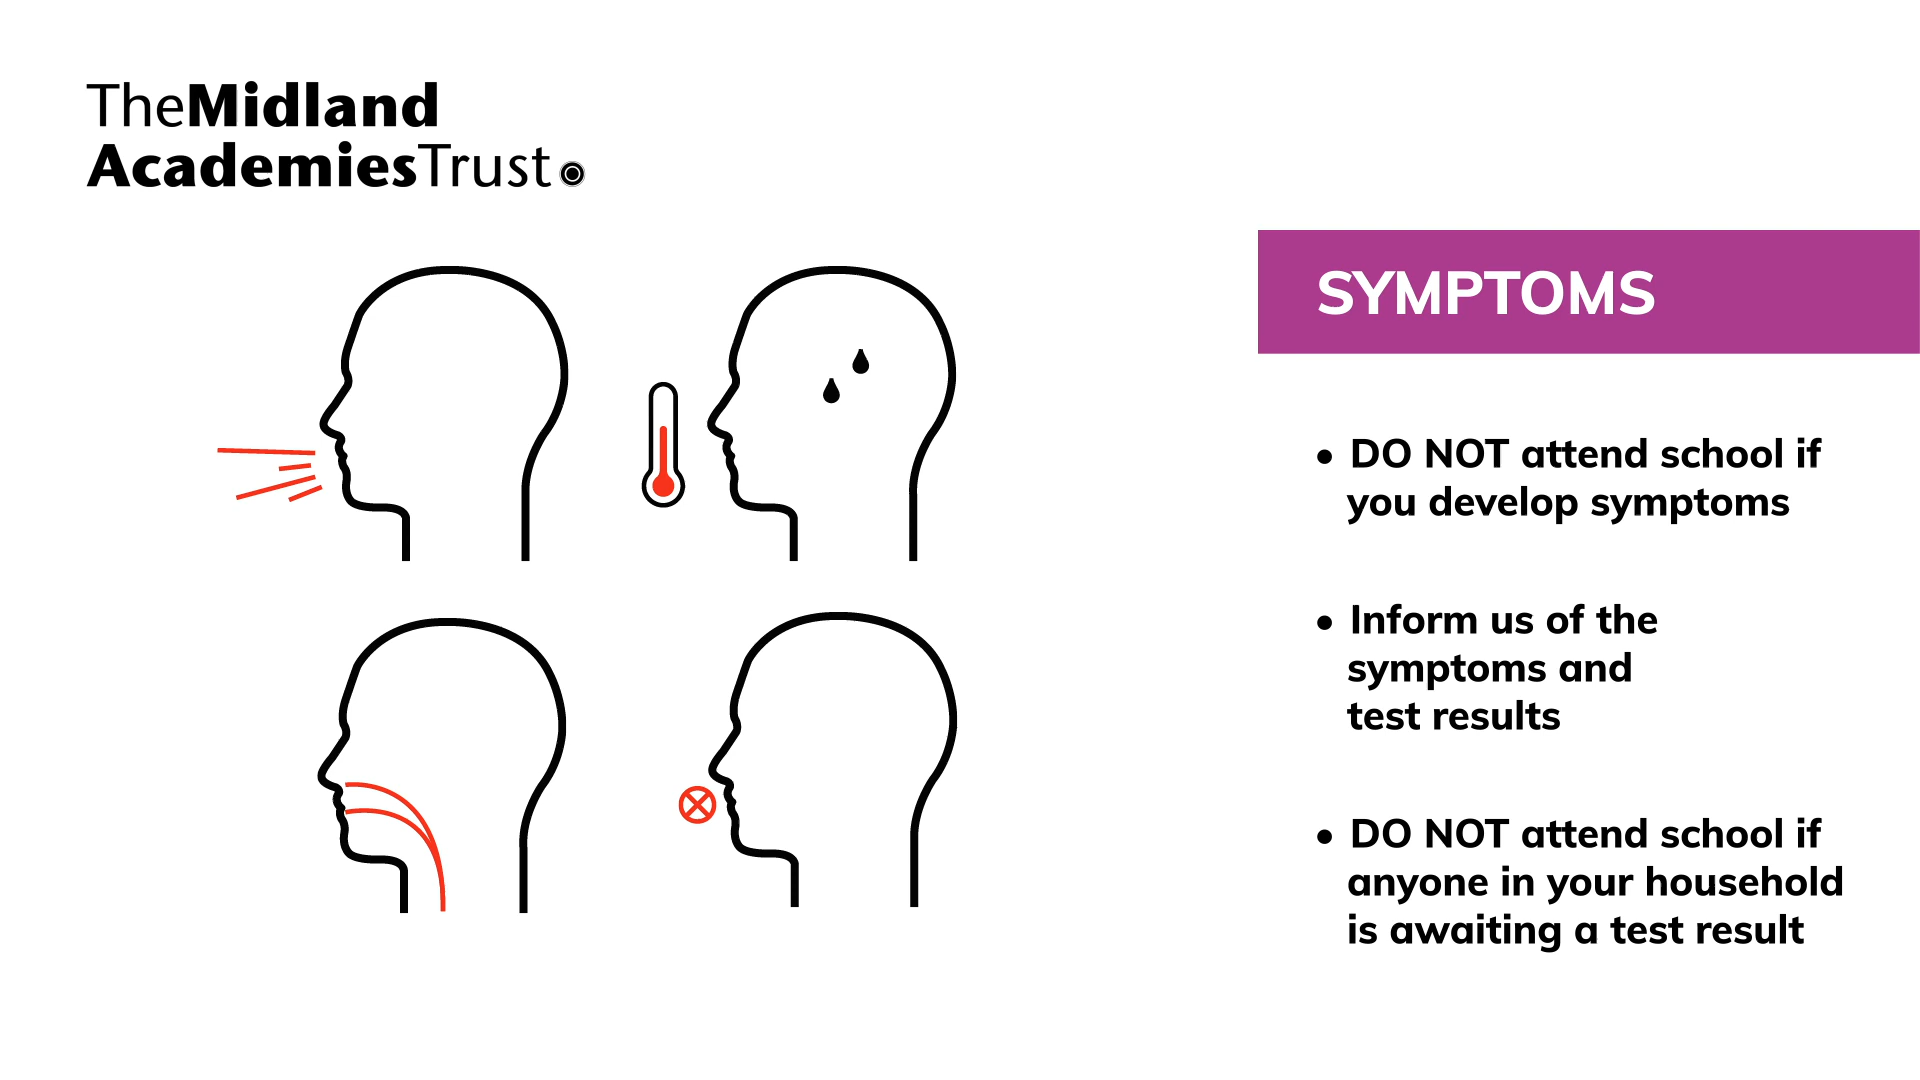 TheMidland
AcademiesTrust
SYMPTOMS
• DO NOT attend school if
you develop symptoms
• Inform us of the
symptoms and
test results
• DO NOT attend school if
anyone in your household
is awaiting a test result